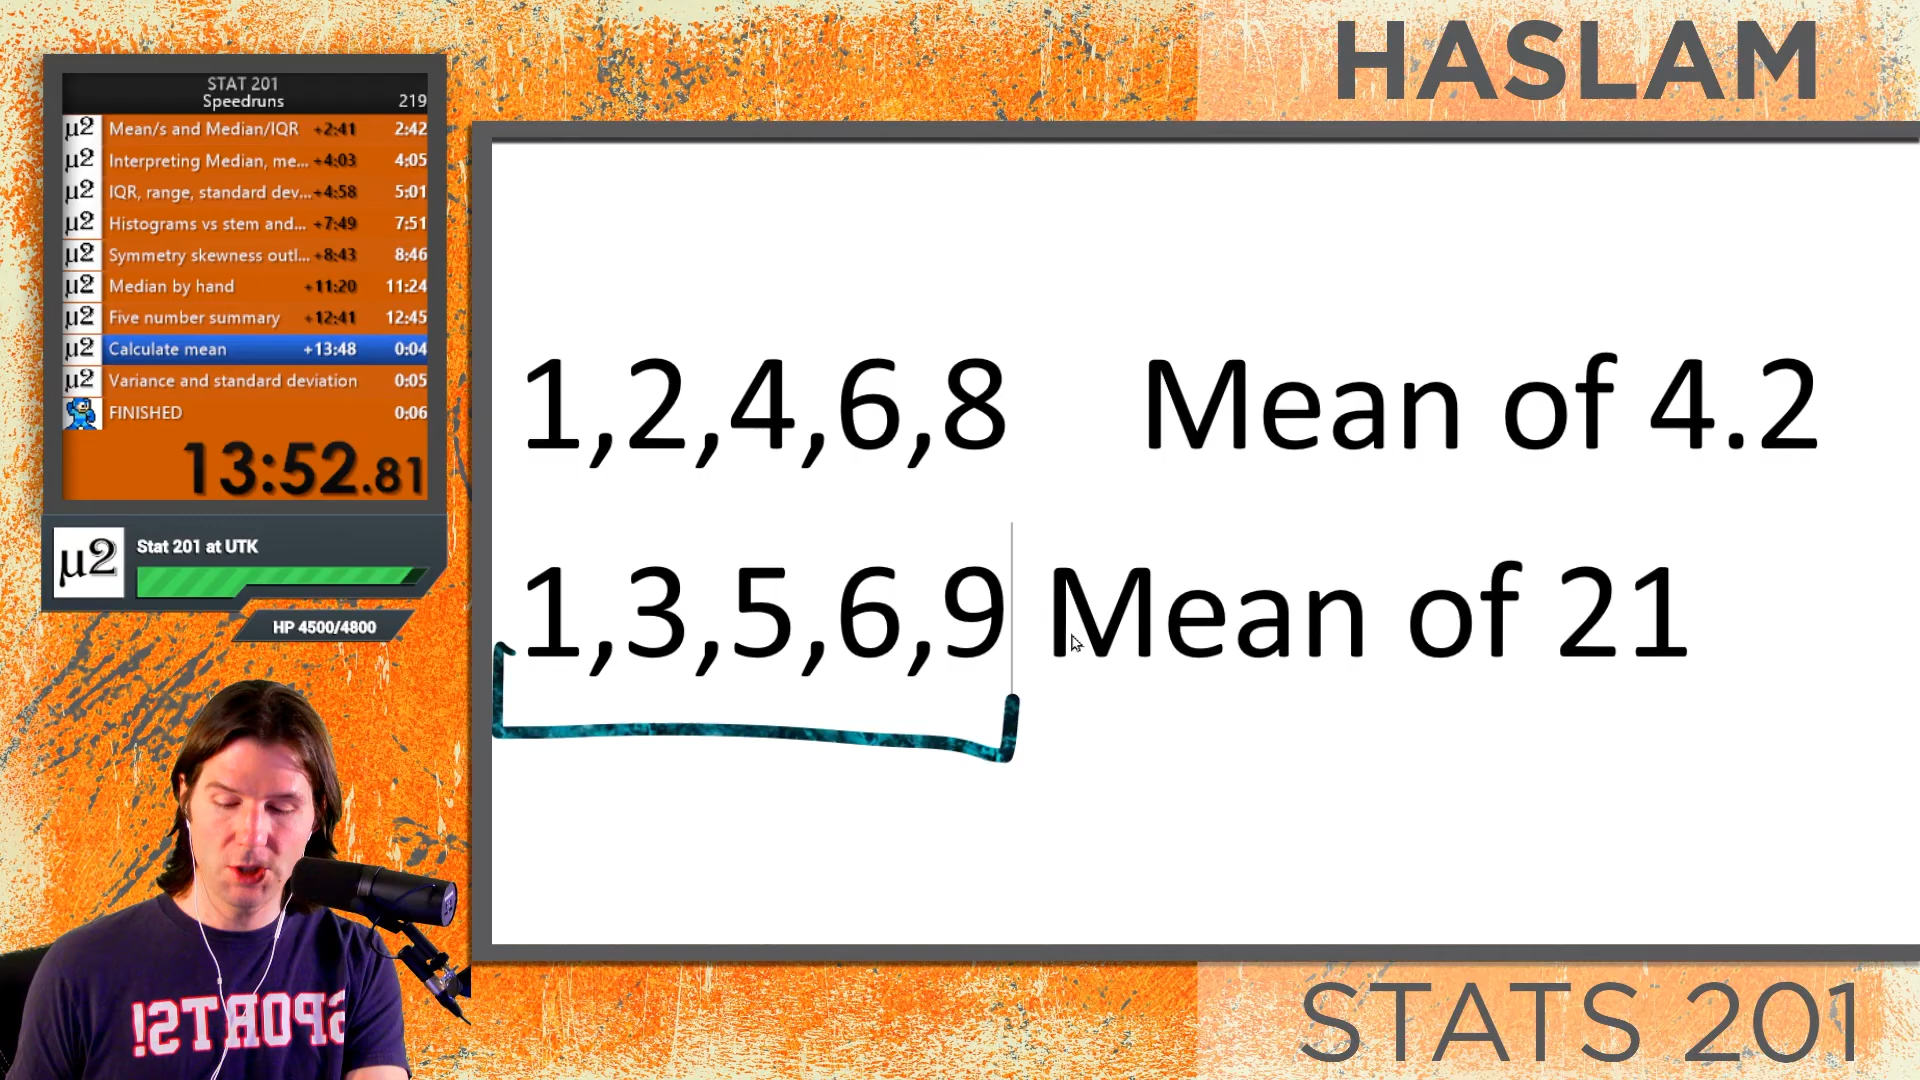 HASLAM
STAT 201
Speedruns 219
μ2 Mean/s and Median/IQR +2:41 2:42
μ2 Interpreting Median, me... +4:03 4:05
μ2 IQR, range, standard dev... +4:58 5:01
μ2 Histograms vs stem and... +7:49 7:51
μ2 Symmetry skewness outl... +8:43 8:46
μ2 Median by hand +11:20 11:24
μ2 Five number summary +12:41 12:45
μ2 Calculate mean +13:48 0:04
μ2 Variance and standard deviation 0:05
FINISHED 0:06
13:52.81
μ2 Stat 201 at UTK
HP 4500/4800
1,2,4,6,8 Mean of 4.2
1,3,5,6,9 Mean of 21
SPORTS!
STATS 201